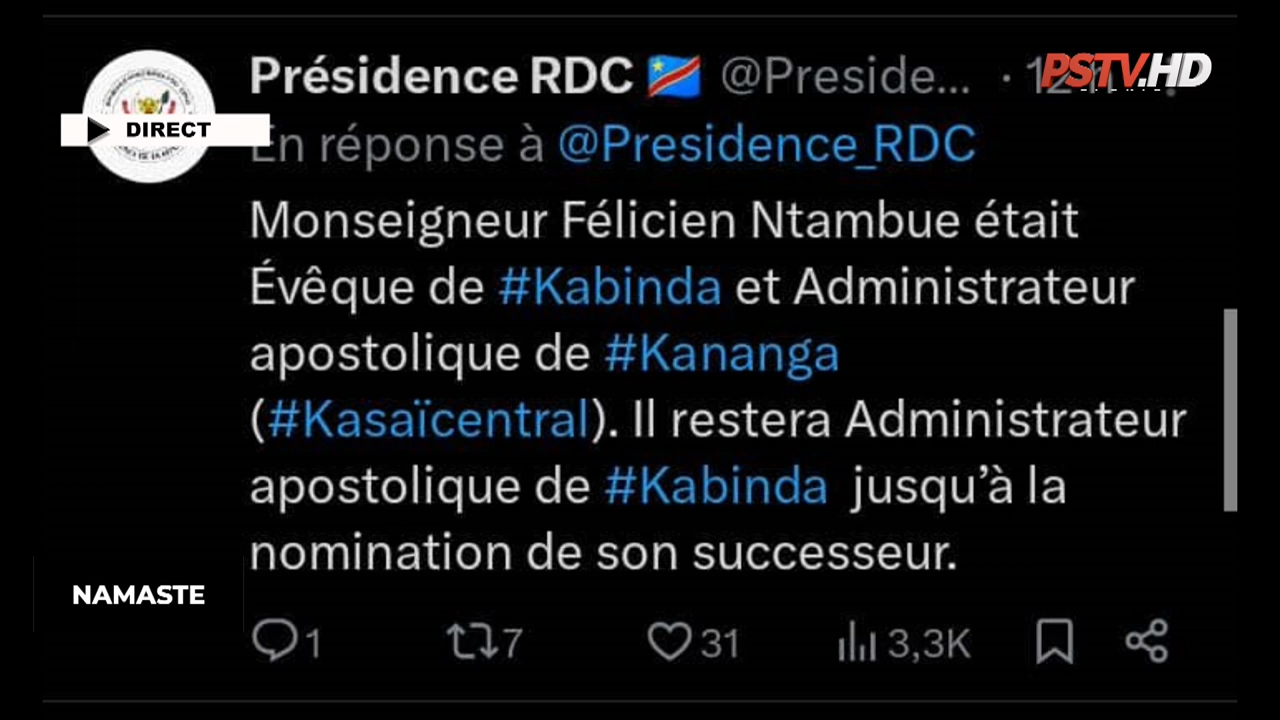 Présidence RDC 🇨🇩 @Preside... ·
PSTV.HD
DIRECT
En réponse à @Presidence_RDC
Monseigneur Félicien Ntambue était
Évêque de #Kabinda et Administrateur
apostolique de #Kananga
(#Kasaïcentral). Il restera Administrateur
apostolique de #Kabinda jusqu’à la
nomination de son successeur.
NAMASTE
1 7 31 3,3K